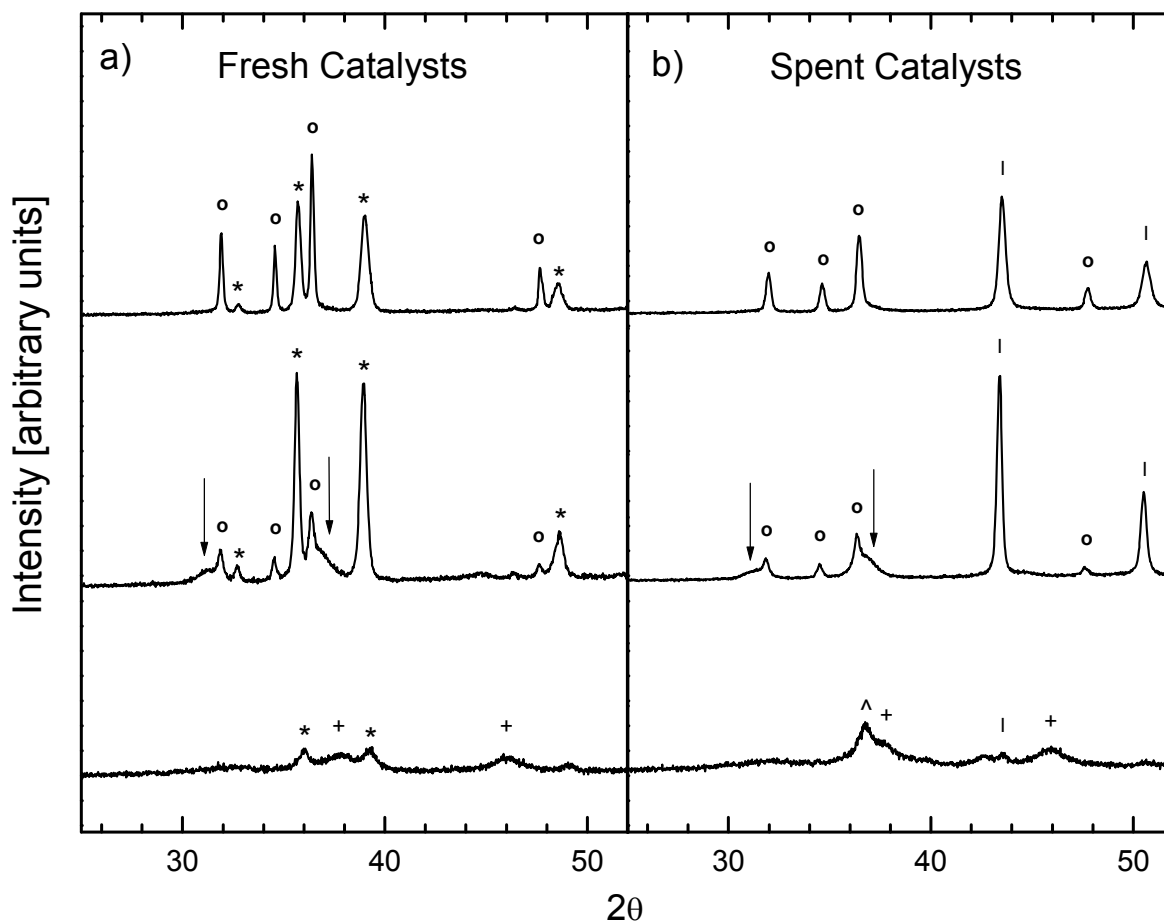 a) Fresh Catalysts
b) Spent Catalysts
Intensity [arbitrary units]
o
o * o * * o *
o o o | o |
* *
o * o o o *
o o o | o |
* + * +
^ + | +
30 40 50
30 40 50
2θ